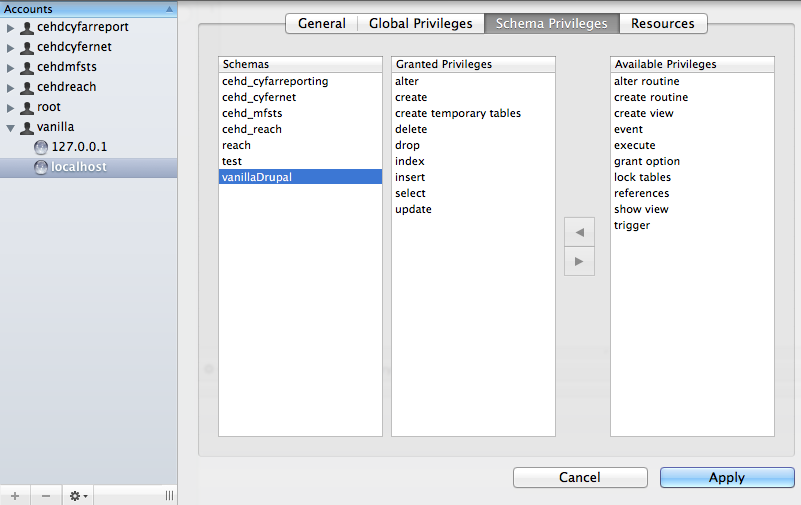 Accounts
cehdcyfarreport
cehdcyfernet
cehdmfsts
cehdreach
root
vanilla
127.0.0.1
localhost
General Global Privileges Schema Privileges Resources
Schemas
cehd_cyfarreporting
cehd_cyfernet
cehd_mfsts
cehd_reach
reach
test
vanillaDrupal
Granted Privileges
alter
create
create temporary tables
delete
drop
index
insert
select
update
Available Privileges
alter routine
create routine
create view
event
execute
grant option
lock tables
references
show view
trigger
Cancel Apply